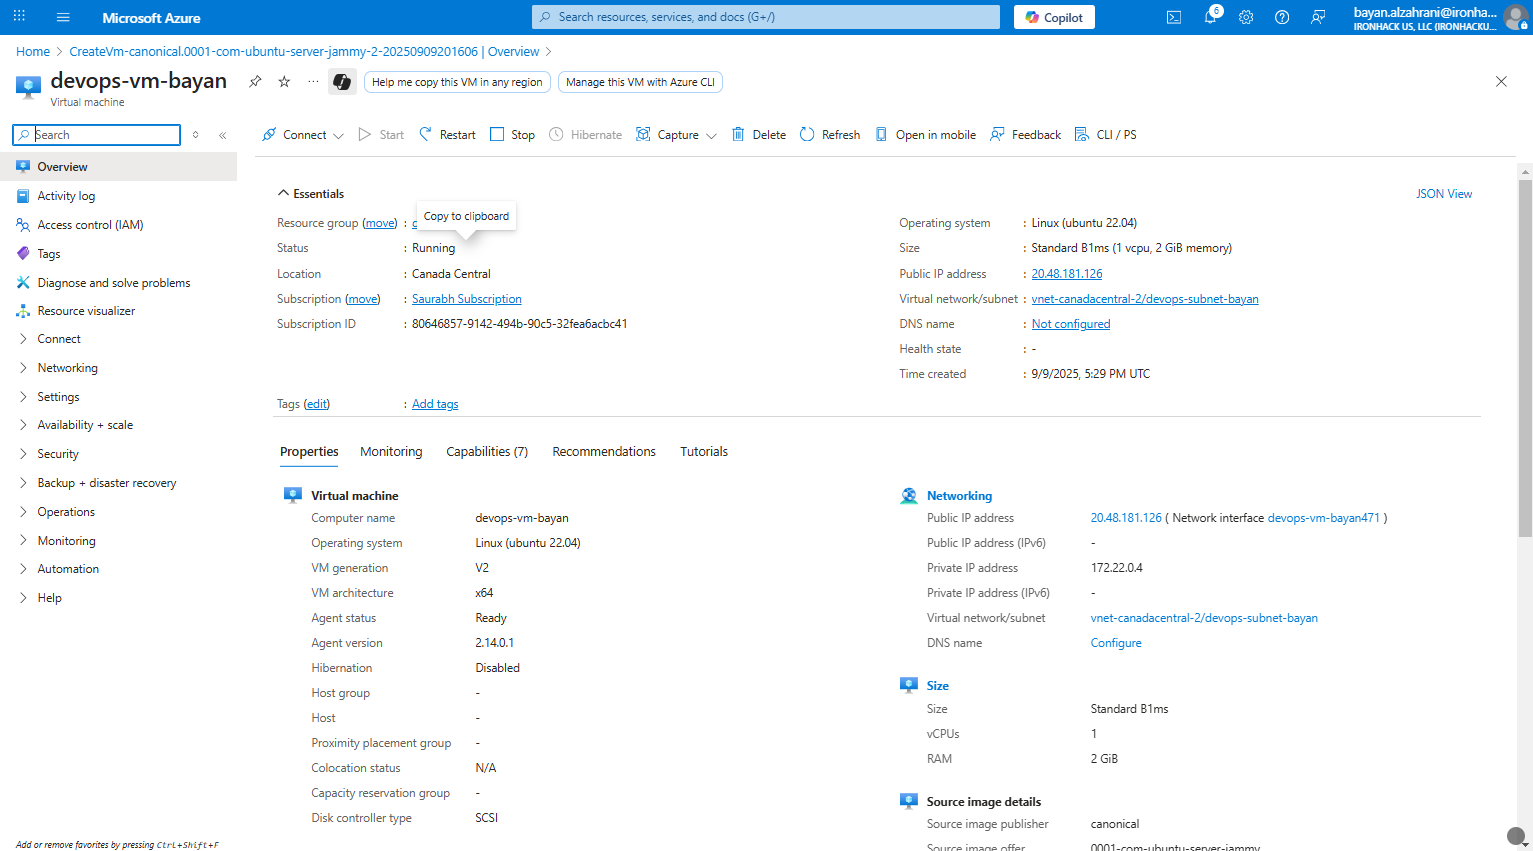 Microsoft Azure
Search resources, services, and docs (G+/)
Copilot
6
bayan.alzahrani@ironha...
IRONHACK US, LLC (IRONHACKU...
Home > CreateVm-canonical.0001-com-ubuntu-server-jammy-2-20250909201606 | Overview >
devops-vm-bayan
Virtual machine
Help me copy this VM in any region
Manage this VM with Azure CLI
Search
Connect
Start
Restart
Stop
Hibernate
Capture
Delete
Refresh
Open in mobile
Feedback
CLI / PS
Overview
Activity log
Access control (IAM)
Tags
Diagnose and solve problems
Resource visualizer
Connect
Networking
Settings
Availability + scale
Security
Backup + disaster recovery
Operations
Monitoring
Automation
Help
Add or remove favorites by pressing Ctrl+Shift+F
Essentials
JSON View
Copy to clipboard
Resource group (move) :
Status : Running
Location : Canada Central
Subscription (move) : Saurabh Subscription
Subscription ID : 80646857-9142-494b-90c5-32fea6acbc41
Operating system : Linux (ubuntu 22.04)
Size : Standard B1ms (1 vcpu, 2 GiB memory)
Public IP address : 20.48.181.126
Virtual network/subnet : vnet-canadacentral-2/devops-subnet-bayan
DNS name : Not configured
Health state : -
Time created : 9/9/2025, 5:29 PM UTC
Tags (edit) : Add tags
Properties
Monitoring
Capabilities (7)
Recommendations
Tutorials
Virtual machine
Computer name devops-vm-bayan
Operating system Linux (ubuntu 22.04)
VM generation V2
VM architecture x64
Agent status Ready
Agent version 2.14.0.1
Hibernation Disabled
Host group -
Host -
Proximity placement group -
Colocation status N/A
Capacity reservation group -
Disk controller type SCSI
Networking
Public IP address 20.48.181.126 ( Network interface devops-vm-bayan471 )
Public IP address (IPv6) -
Private IP address 172.22.0.4
Private IP address (IPv6) -
Virtual network/subnet vnet-canadacentral-2/devops-subnet-bayan
DNS name Configure
Size
Size Standard B1ms
vCPUs 1
RAM 2 GiB
Source image details
Source image publisher canonical
Source image offer 0001-com-ubuntu-server-jammy